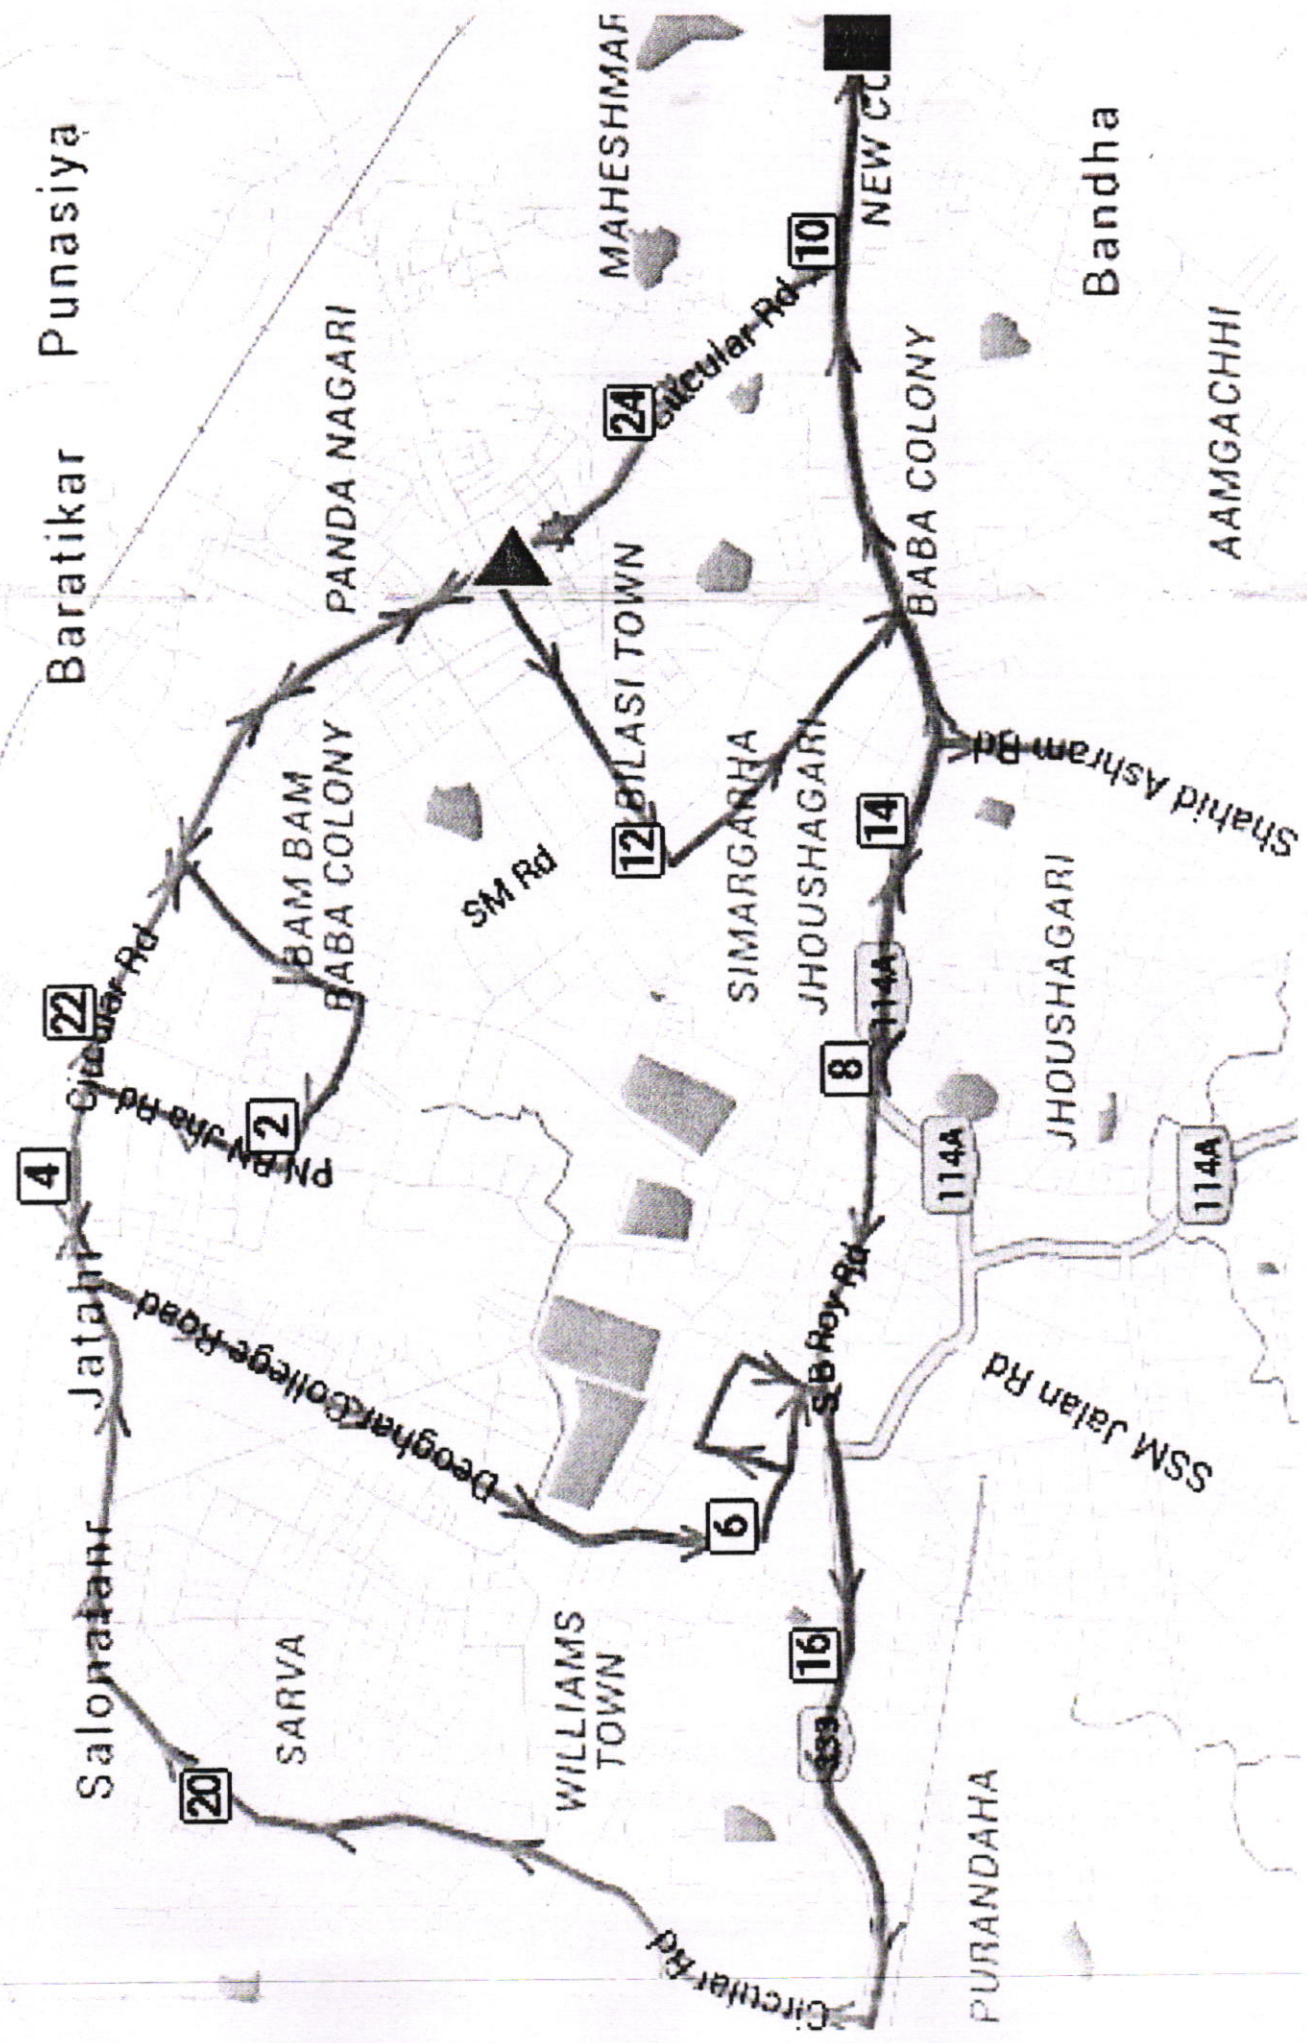 Baratikar
Punasiya
PANDA NAGARI
MAHESHMAR
NEW CO
10
Circular Rd
24
Bandha
BABA COLONY
AAMGACHHI
BILASI TOWN
BAM BAM
BABA COLONY
SM Rd
12
SIMARGARHA
JHOUSHAGARI
14
Shahid Ashram Rd
22
Circular Rd
4
PN Jha Rd
2
PN
114A
8
114A
114A
JHOUSHAGARI
Jatahi
Deoghar College Road
S B Roy Rd
SSM Jalan Rd
6
Salonatanr
SARVA
20
WILLIAMS
TOWN
16
Circular Rd
PURANDAHA